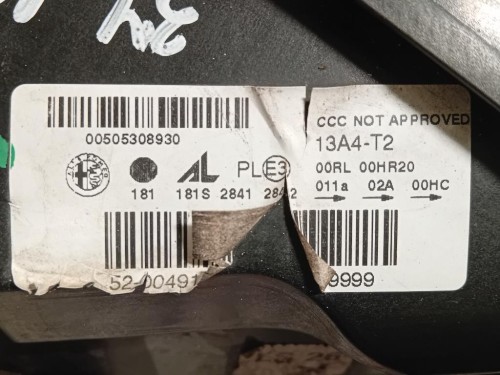 CCC NOT APPROVED
00505308930
13A4-T2
PL E3
00RL 00HR20
181 181S 2841
011a 02A 00HC
52-00491
9999